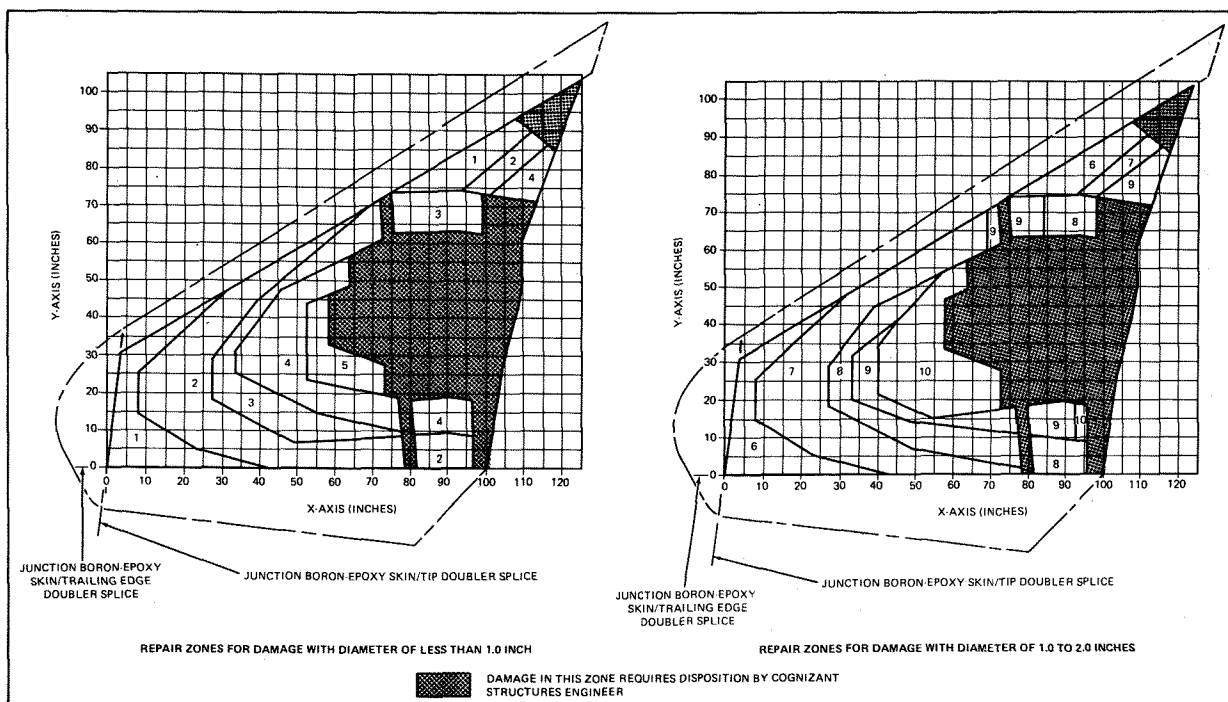 100
90
80
70
60
50
40
30
20
10
0
Y-AXIS (INCHES)
1
2
4
3
4
5
2
3
4
1
2
0 10 20 30 40 50 60 70 80 90 100 110 120
X-AXIS (INCHES)
JUNCTION BORON-EPOXY
SKIN/TRAILING EDGE
DOUBLER SPLICE
JUNCTION BORON-EPOXY SKIN/TIP DOUBLER SPLICE
REPAIR ZONES FOR DAMAGE WITH DIAMETER OF LESS THAN 1.0 INCH
100
90
80
70
60
50
40
30
20
10
0
Y-AXIS (INCHES)
6
7
9
9
9
8
7
8
9
10
9
10
6
8
0 10 20 30 40 50 60 70 80 90 100 110 120
X-AXIS (INCHES)
JUNCTION BORON-EPOXY SKIN/TIP DOUBLER SPLICE
JUNCTION BORON-EPOXY
SKIN/TRAILING EDGE
DOUBLER SPLICE
REPAIR ZONES FOR DAMAGE WITH DIAMETER OF 1.0 TO 2.0 INCHES
DAMAGE IN THIS ZONE REQUIRES DISPOSITION BY COGNIZANT
STRUCTURES ENGINEER